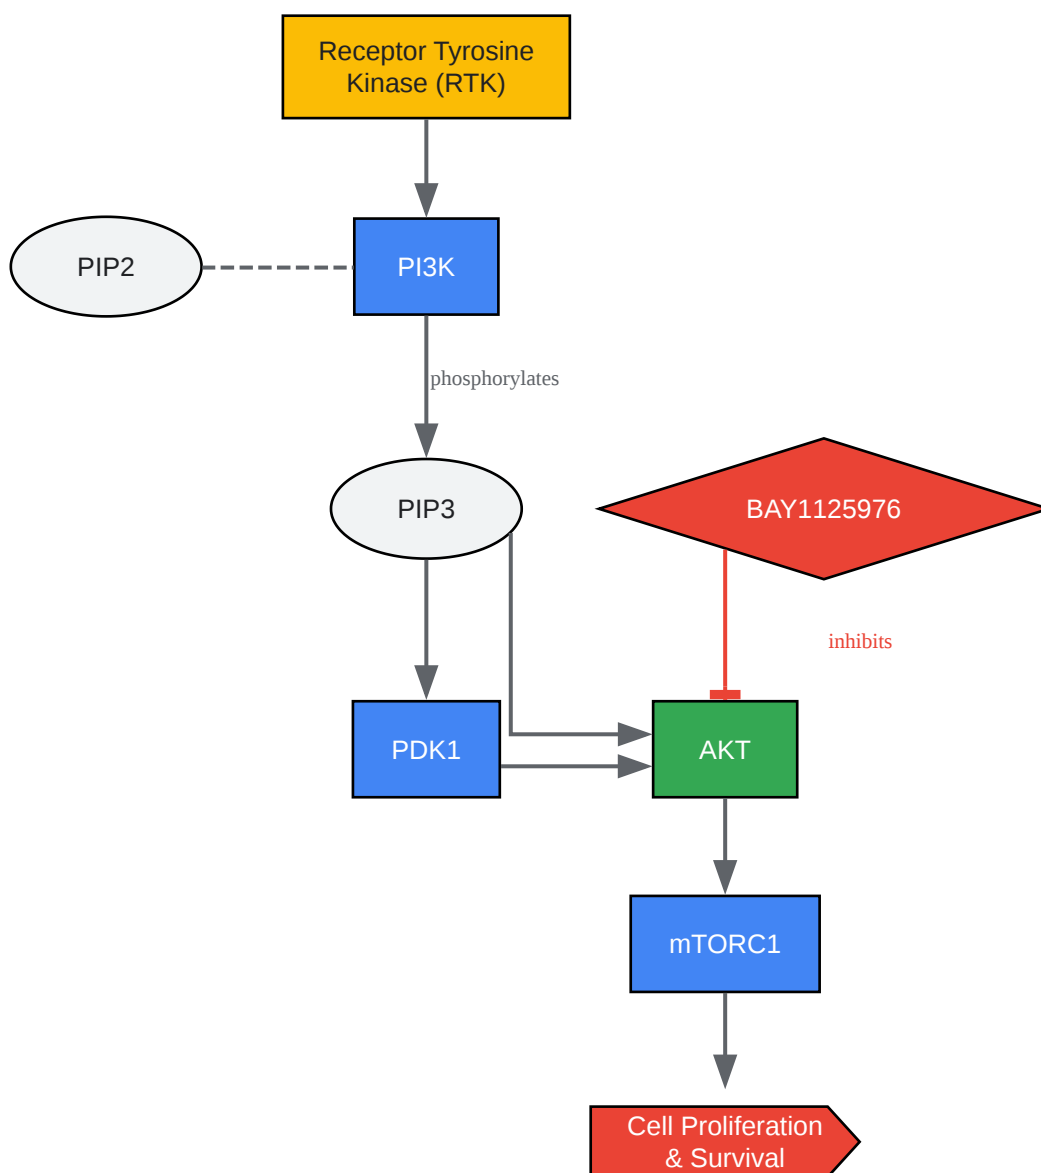 Receptor Tyrosine
Kinase (RTK)
PIP2
PI3K
phosphorylates
PIP3
BAY1125976
inhibits
PDK1
AKT
mTORC1
Cell Proliferation
& Survival